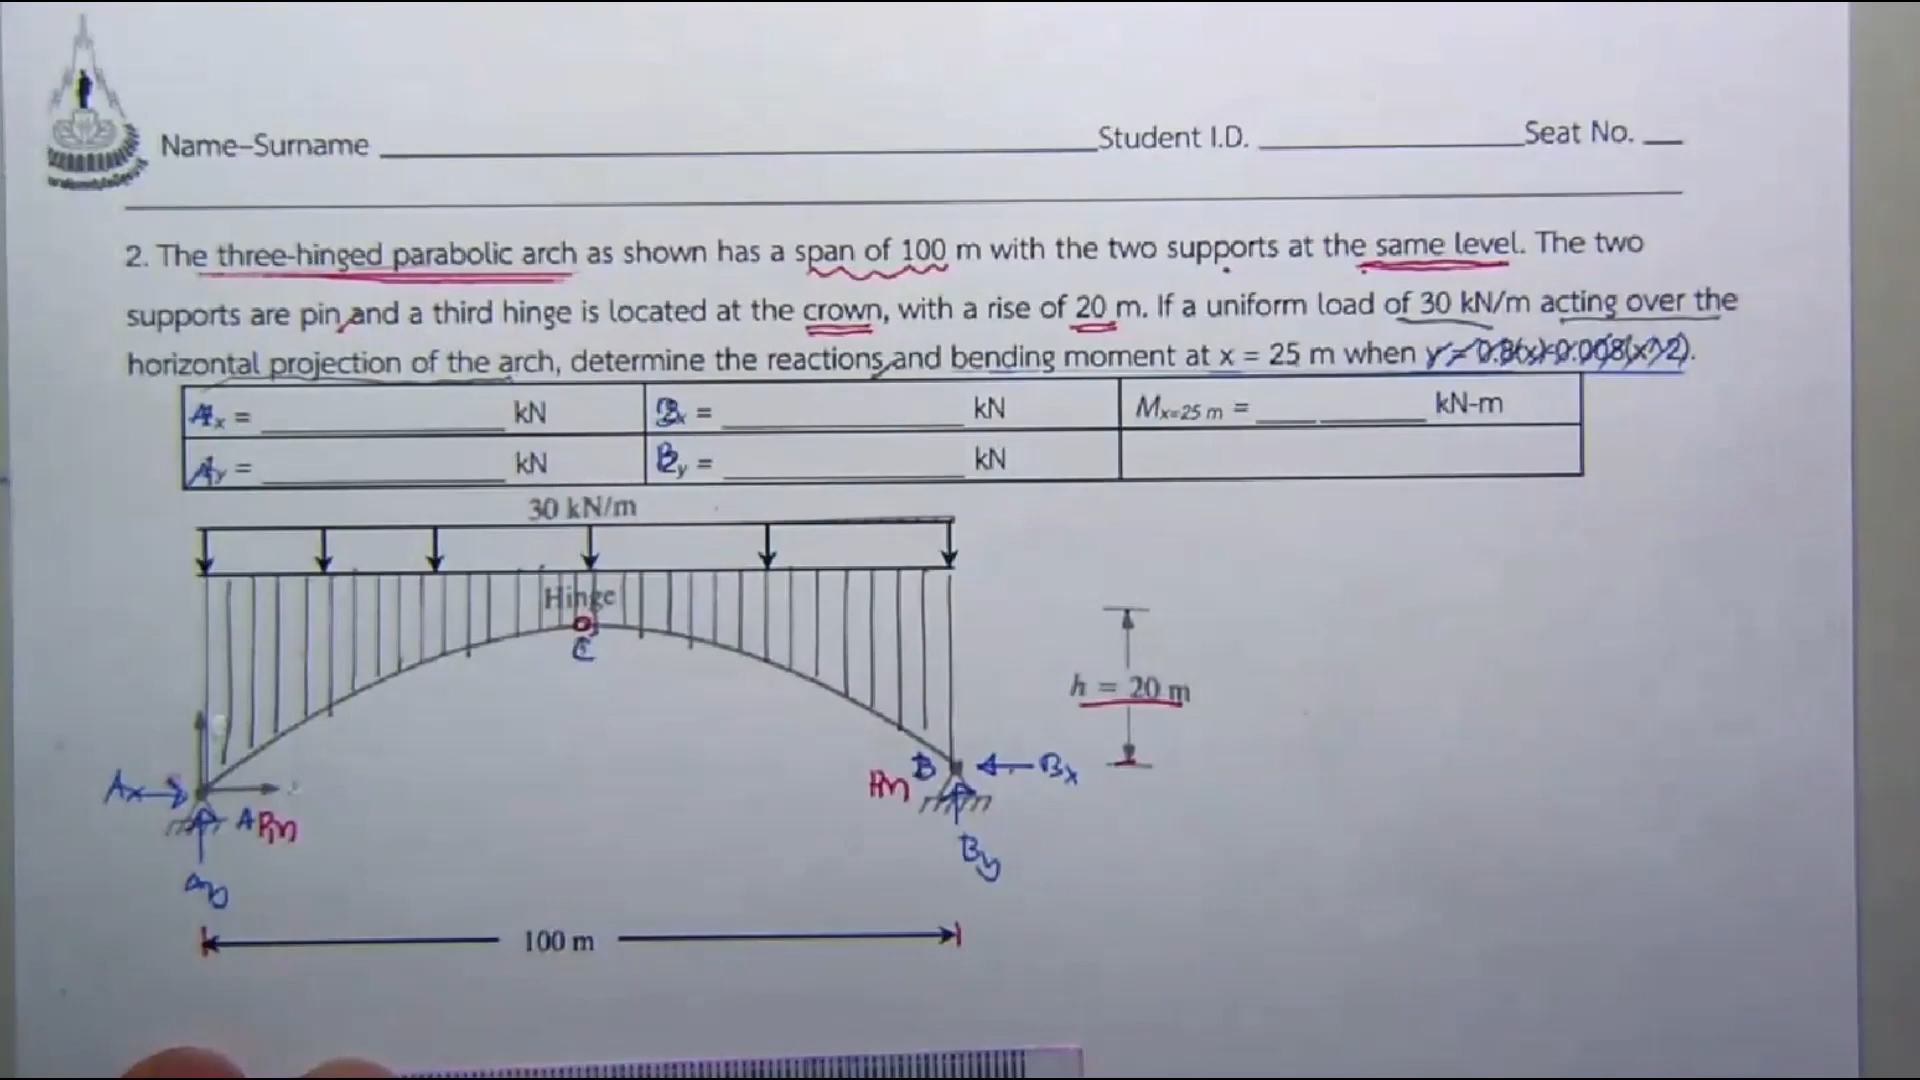 Name–Surname Student I.D. Seat No.
2. The three-hinged parabolic arch as shown has a span of 100 m with the two supports at the same level. The two
supports are pin and a third hinge is located at the crown, with a rise of 20 m. If a uniform load of 30 kN/m acting over the
horizontal projection of the arch, determine the reactions and bending moment at x = 25 m when
Ax = kN Bx = kN Mx=25 m = kN-m
Ay = kN By = kN
30 kN/m
Hinge
C
h = 20 m
Ax A Pin
Pin B Bx
Ay
By
100 m